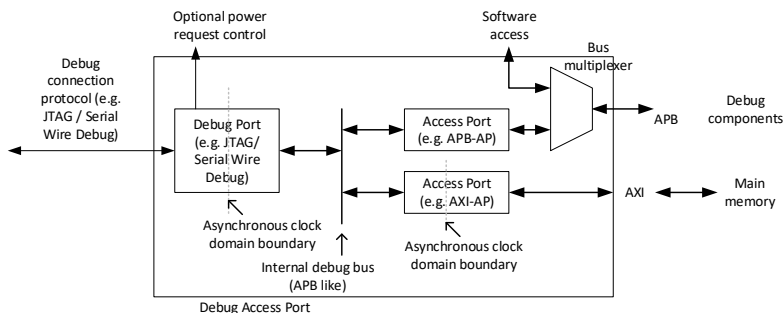 Optional power
request control
Software
access
Debug
connection
protocol (e.g.
JTAG / Serial
Wire Debug)
Bus
multiplexer
Debug Port
(e.g. JTAG/
Serial Wire
Debug)
Access Port
(e.g. APB-AP)
APB
Debug
components
Access Port
(e.g. AXI-AP)
AXI
Main
memory
Asynchronous clock
domain boundary
Internal debug bus
(APB like)
Asynchronous clock
domain boundary
Debug Access Port